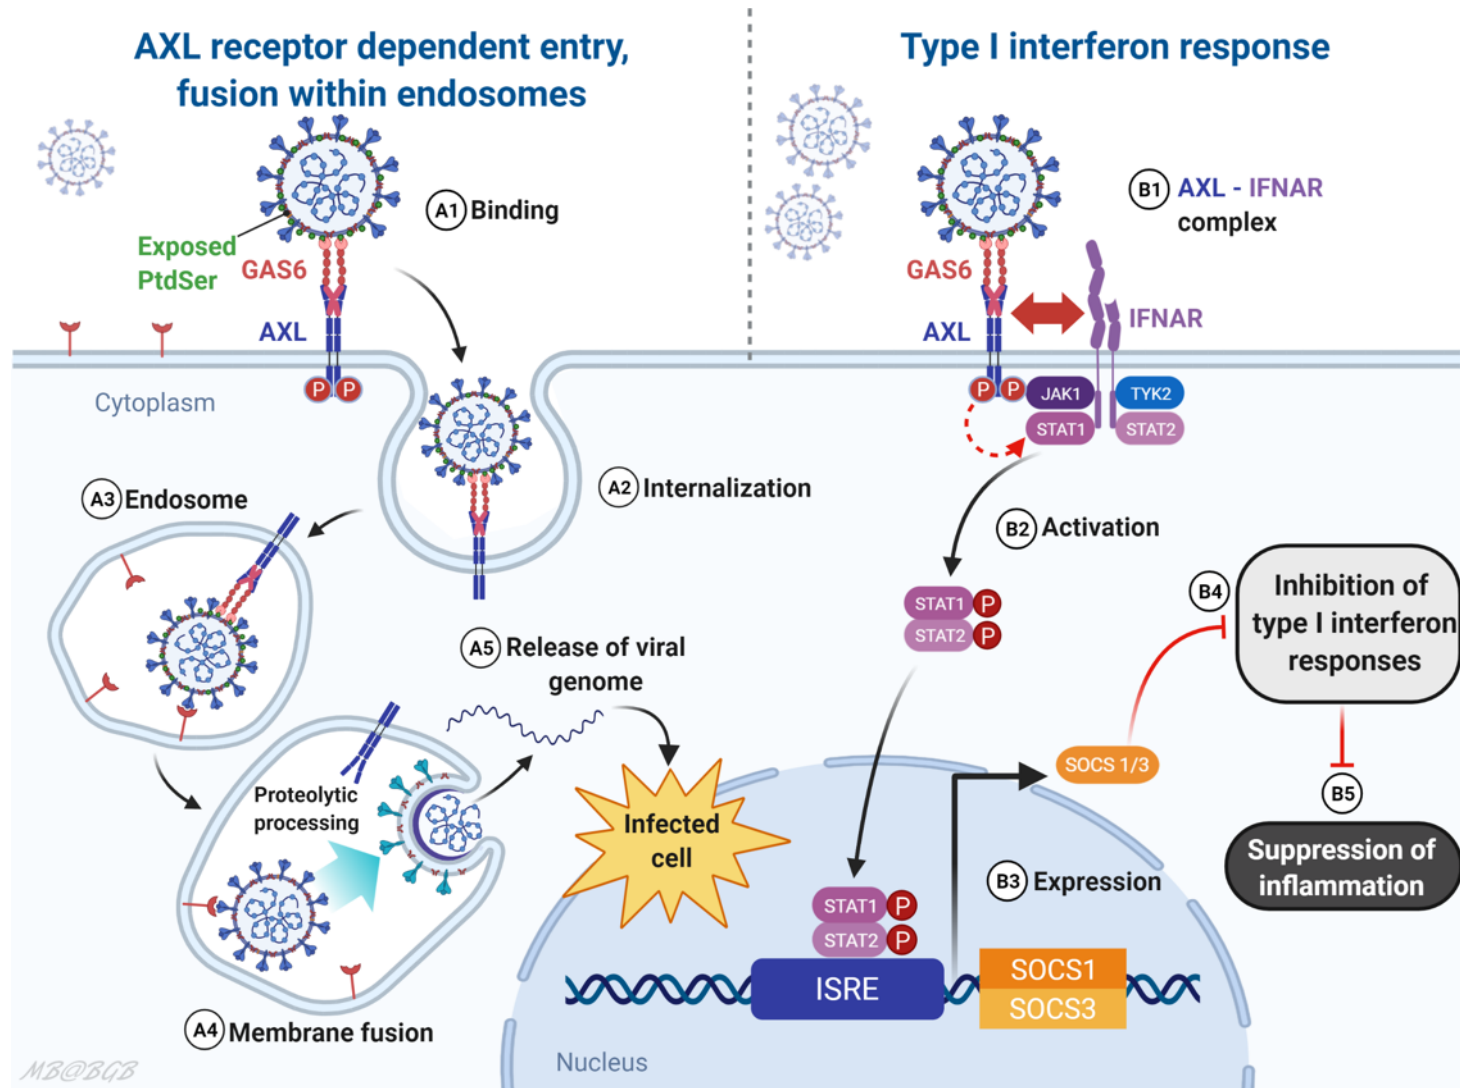 AXL receptor dependent entry,
fusion within endosomes
Exposed
PtdSer
GAS6
AXL
A1 Binding
P P
Cytoplasm
A2 Internalization
A3 Endosome
A5 Release of viral
genome
Proteolytic
processing
Infected
cell
A4 Membrane fusion
MB@BGB
Type I interferon response
B1 AXL - IFNAR
complex
GAS6
AXL
IFNAR
P P
JAK1
TYK2
STAT1
STAT2
B2 Activation
STAT1 P
STAT2 P
B4
Inhibition of
type I interferon
responses
SOCS 1/3
B5
Suppression of
inflammation
B3 Expression
STAT1 P
STAT2 P
ISRE
SOCS1
SOCS3
Nucleus